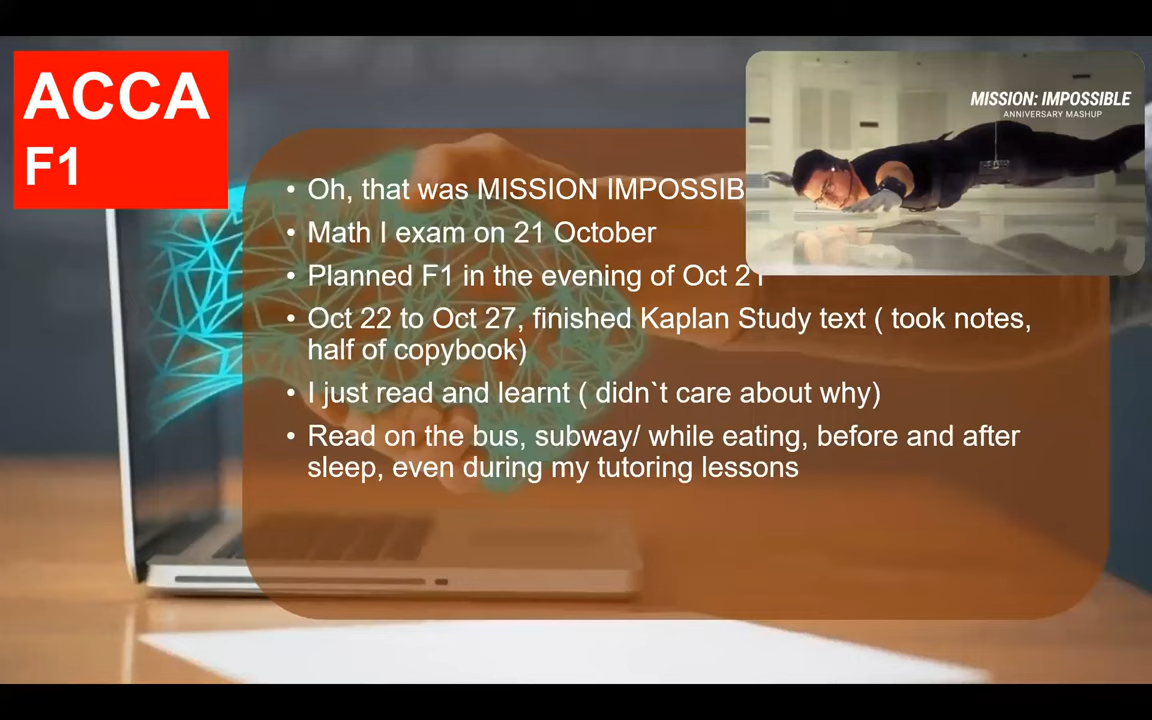 ACCA
F1
MISSION: IMPOSSIBLE
ANNIVERSARY MASHUP
• Oh, that was MISSION IMPOSSIB
• Math I exam on 21 October
• Planned F1 in the evening of Oct 21
• Oct 22 to Oct 27, finished Kaplan Study text ( took notes,
half of copybook)
• I just read and learnt ( didn`t care about why)
• Read on the bus, subway/ while eating, before and after
sleep, even during my tutoring lessons